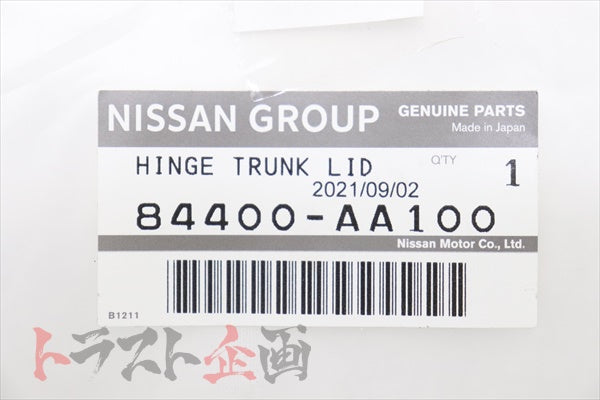 NISSAN GROUP
GENUINE PARTS
Made in Japan
HINGE TRUNK LID
Q'TY
1
2021/09/02
84400-AA100
Nissan Motor Co., Ltd.
B1211
トラスト企画